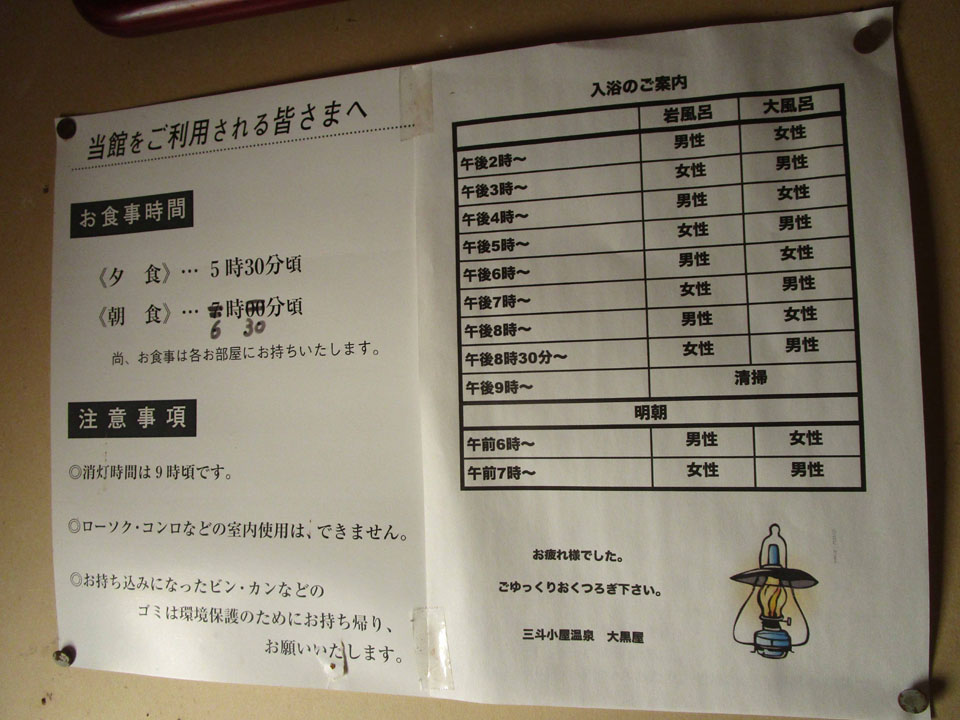 当館をご利用される皆さまへ
お食事時間
《夕　食》… 5時30分頃
《朝　食》… 7時00分頃
6 30
尚、お食事は各お部屋にお持ちいたします。
注意事項
◎消灯時間は9時頃です。
◎ローソク・コンロなどの室内使用は、できません。
◎お持ち込みになったビン・カンなどの
ゴミは環境保護のためにお持ち帰り、
お願いいたします。
入浴のご案内
岩風呂 大風呂
午後2時〜 男性 女性
午後3時〜 女性 男性
午後4時〜 男性 女性
午後5時〜 女性 男性
午後6時〜 男性 女性
午後7時〜 女性 男性
午後8時〜 男性 女性
午後8時30分〜 女性 男性
午後9時〜 清掃
明朝
午前6時〜 男性 女性
午前7時〜 女性 男性
お疲れ様でした。
ごゆっくりおくつろぎ下さい。
三斗小屋温泉　大黒屋